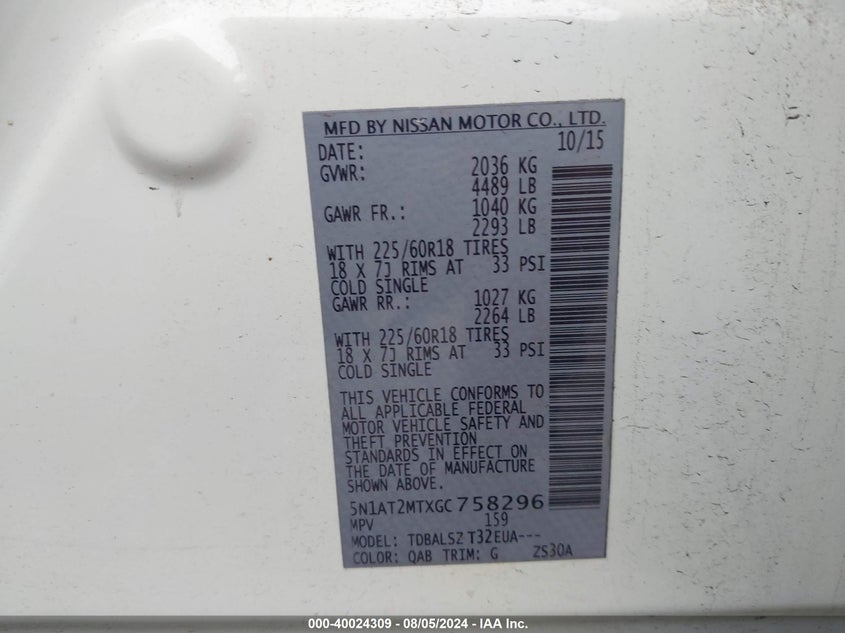 MFD BY NISSAN MOTOR CO., LTD.
DATE: 10/15
GVWR: 2036 KG
4489 LB
GAWR FR.: 1040 KG
2293 LB
WITH 225/60R18 TIRES
18 X 7J RIMS AT 33 PSI
COLD SINGLE
GAWR RR.: 1027 KG
2264 LB
WITH 225/60R18 TIRES
18 X 7J RIMS AT 33 PSI
COLD SINGLE
THIS VEHICLE CONFORMS TO
ALL APPLICABLE FEDERAL
MOTOR VEHICLE SAFETY AND
THEFT PREVENTION
STANDARDS IN EFFECT ON
THE DATE OF MANUFACTURE
SHOWN ABOVE.
5N1AT2MTXGC758296
MPV 159
MODEL: TDBALSZ T32EUA---
COLOR: QAB TRIM: G ZS30A
000-40024309 - 08/05/2024 - IAA Inc.